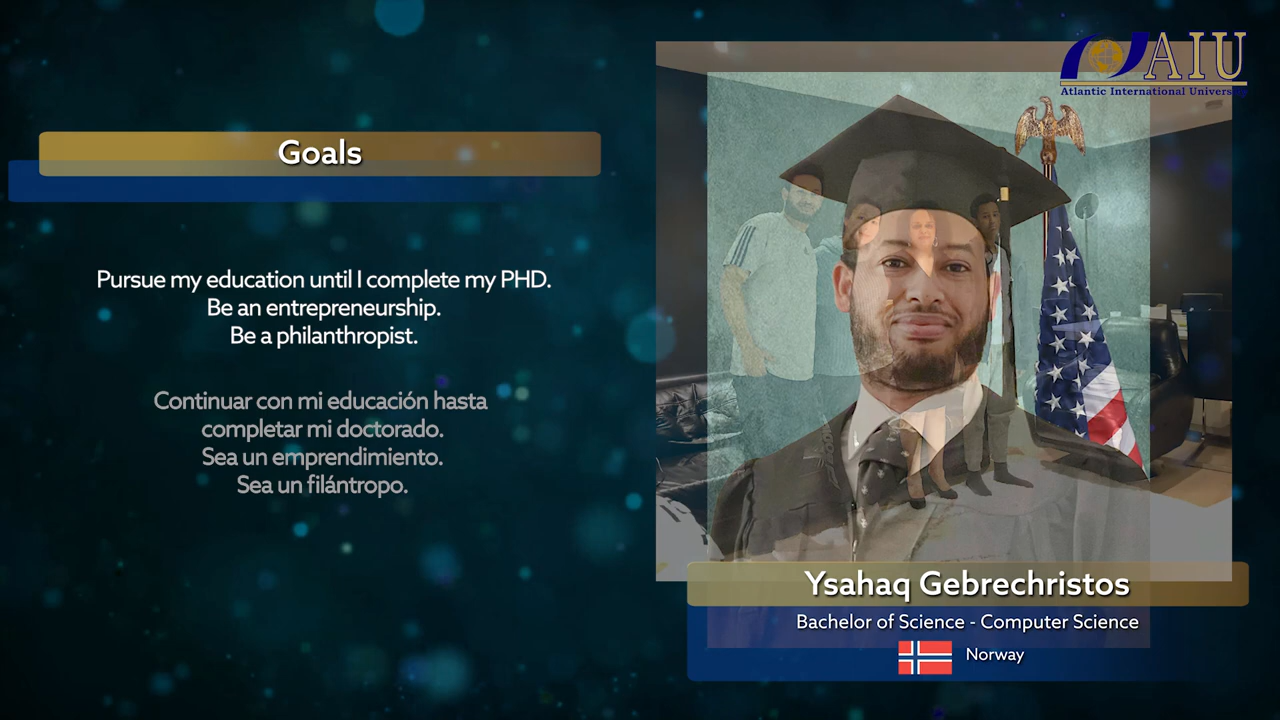 AIU
Atlantic International University
Goals
Pursue my education until I complete my PHD.
Be an entrepreneurship.
Be a philanthropist.
Continuar con mi educación hasta
completar mi doctorado.
Sea un emprendimiento.
Sea un filántropo.
Ysahaq Gebrechristos
Bachelor of Science - Computer Science
Norway